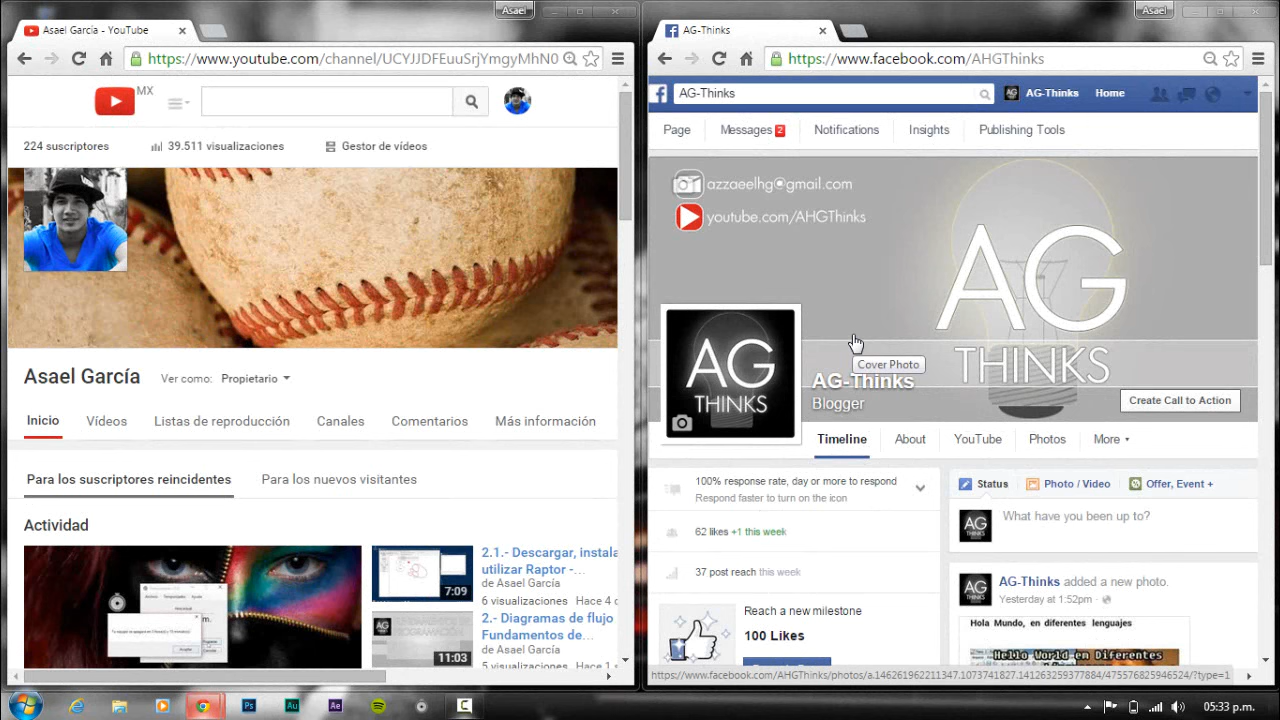 Asael
Asael García - YouTube
https://www.youtube.com/channel/UCYJJDFEuuSrjYmgyMhN0
MX
224 suscriptores
39.511 visualizaciones
Gestor de vídeos
Asael García
Ver como: Propietario
Inicio
Vídeos
Listas de reproducción
Canales
Comentarios
Más información
Para los suscriptores reincidentes
Para los nuevos visitantes
Actividad
2.1.- Descargar, instala
utilizar Raptor -...
de Asael García
6 visualizaciones Hace 4
7:09
2.- Diagramas de flujo
Fundamentos de...
de Asael García
5 visualizaciones Hace 1
11:03
Asael
AG-Thinks
https://www.facebook.com/AHGThinks
AG-Thinks
AG-Thinks
Home
Page
Messages 2
Notifications
Insights
Publishing Tools
azzaeelhg@gmail.com
youtube.com/AHGThinks
AG
THINKS
AG
THINKS
Cover Photo
AG-Thinks
Blogger
Create Call to Action
Timeline
About
YouTube
Photos
More
100% response rate, day or more to respond
Respond faster to turn on the icon
62 likes +1 this week
37 post reach this week
Reach a new milestone
100 Likes
Status
Photo / Video
Offer, Event +
AG
THINKS
What have you been up to?
AG
THINKS
AG-Thinks added a new photo.
Yesterday at 1:52pm
Hola Mundo, en diferentes lenguajes
Hello World en Diferentes
https://www.facebook.com/AHGThinks/photos/a.146261962211347.1073741827.141263259377884/475576825946524/?type=1
Ps
Au
Ae
C
05:33 p.m.